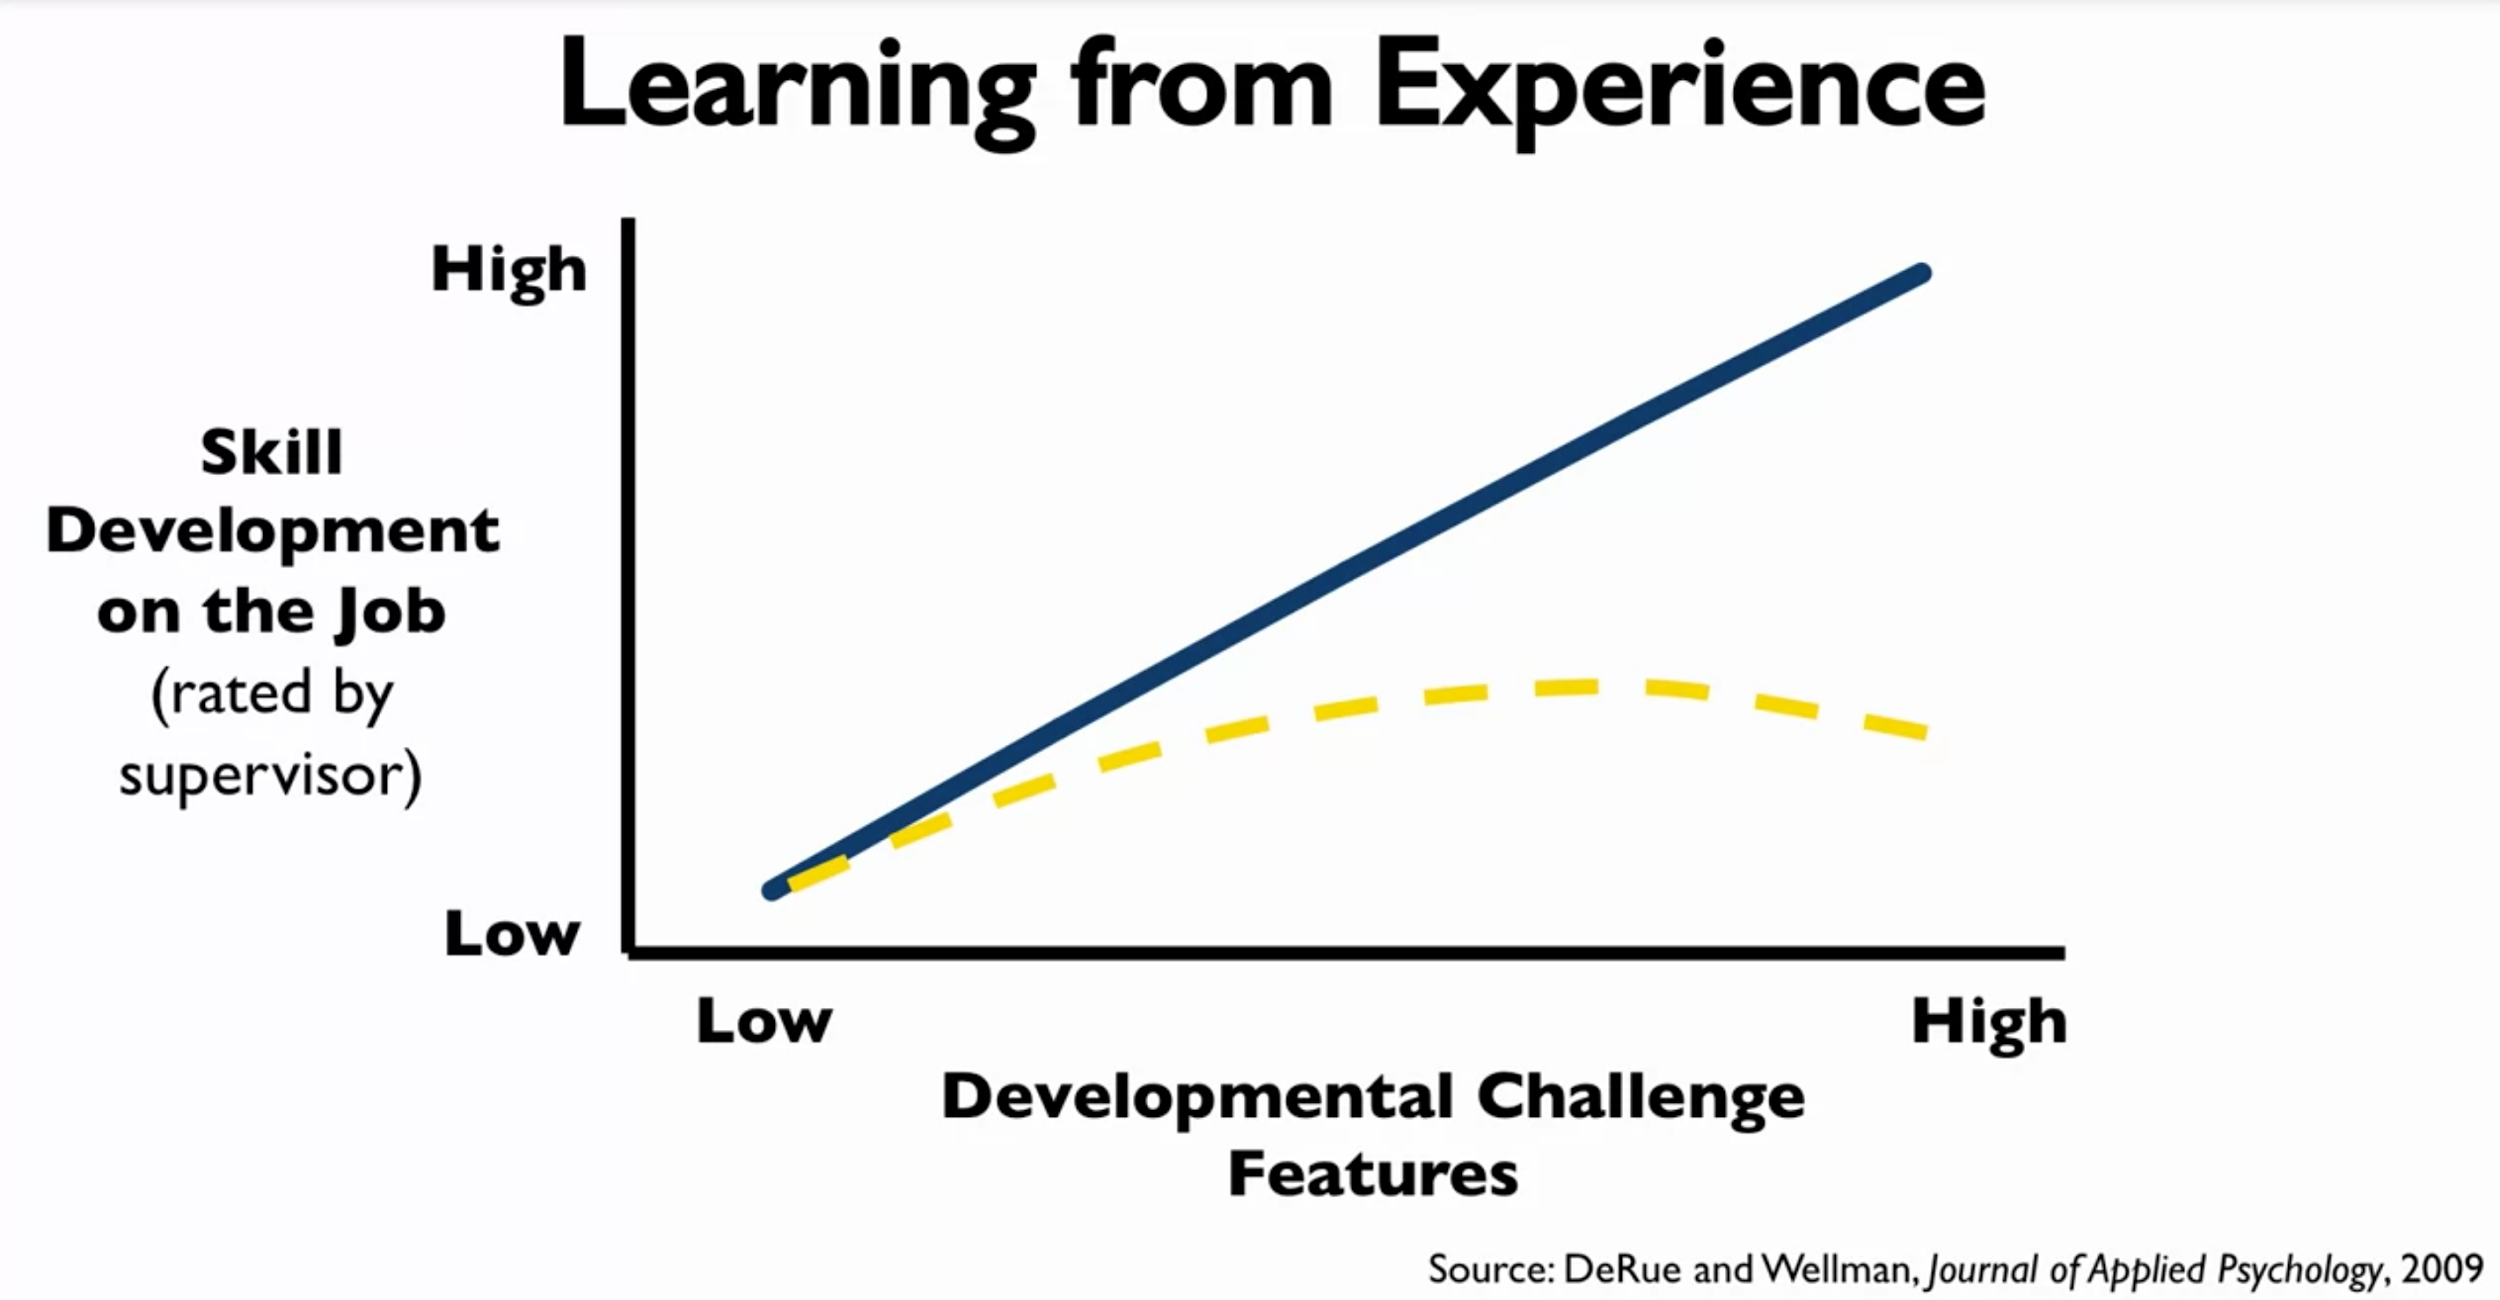 Learning from Experience
High
Skill
Development
on the Job
(rated by
supervisor)
Low
Low
High
Developmental Challenge
Features
Source: DeRue and Wellman, Journal of Applied Psychology, 2009